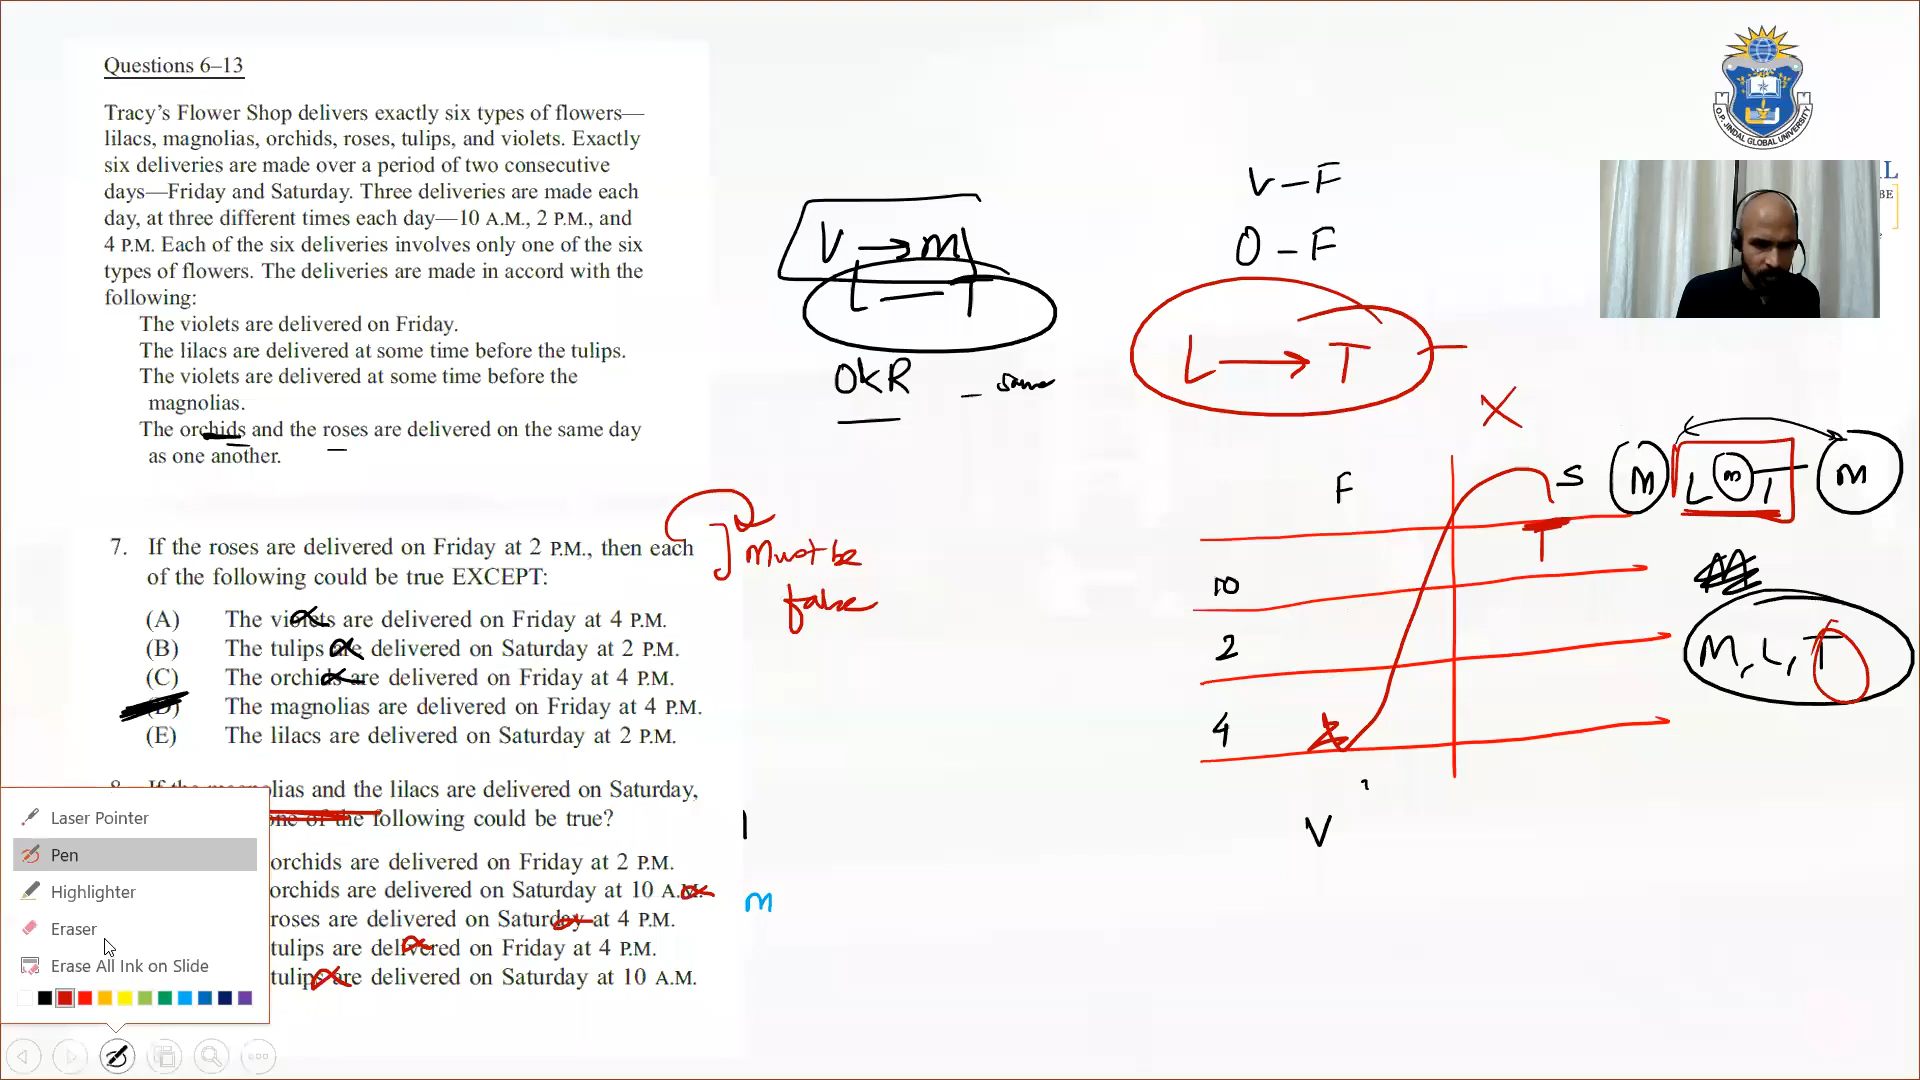 Questions 6–13
Tracy’s Flower Shop delivers exactly six types of flowers—
lilacs, magnolias, orchids, roses, tulips, and violets. Exactly
six deliveries are made over a period of two consecutive
days—Friday and Saturday. Three deliveries are made each
day, at three different times each day—10 A.M., 2 P.M., and
4 P.M. Each of the six deliveries involves only one of the six
types of flowers. The deliveries are made in accord with the
following:
The violets are delivered on Friday.
The lilacs are delivered at some time before the tulips.
The violets are delivered at some time before the
magnolias.
The orchids and the roses are delivered on the same day
as one another.
7. If the roses are delivered on Friday at 2 P.M., then each
of the following could be true EXCEPT:
(A) The violets are delivered on Friday at 4 P.M.
(B) The tulips are delivered on Saturday at 2 P.M.
(C) The orchids are delivered on Friday at 4 P.M.
(D) The magnolias are delivered on Friday at 4 P.M.
(E) The lilacs are delivered on Saturday at 2 P.M.
8. If the magnolias and the lilacs are delivered on Saturday,
one of the following could be true?
orchids are delivered on Friday at 2 P.M.
orchids are delivered on Saturday at 10 A.M.
roses are delivered on Saturday at 4 P.M.
tulips are delivered on Friday at 4 P.M.
tulips are delivered on Saturday at 10 A.M.
Laser Pointer
Pen
Highlighter
Eraser
Erase All Ink on Slide
V → M
L — T
O&R - same
Must be
false
M
V – F
O – F
L → T
F
S
T
10
2
4
V
M
L M T
M
M, L, T
O.P. JINDAL GLOBAL UNIVERSITY